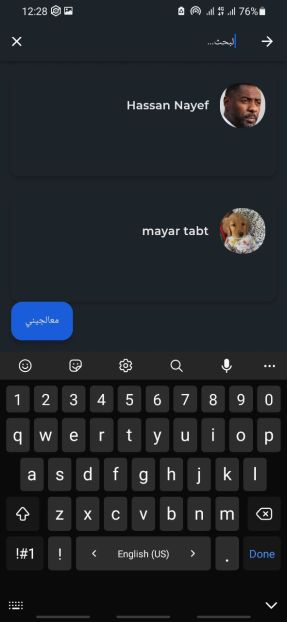 12:28
76%
ابحث...
Hassan Nayef
mayar tabt
معالجيني
1 2 3 4 5 6 7 8 9 0
q w e r t y u i o p
a s d f g h j k l
z x c v b n m
!#1 ! < English (US) > . Done